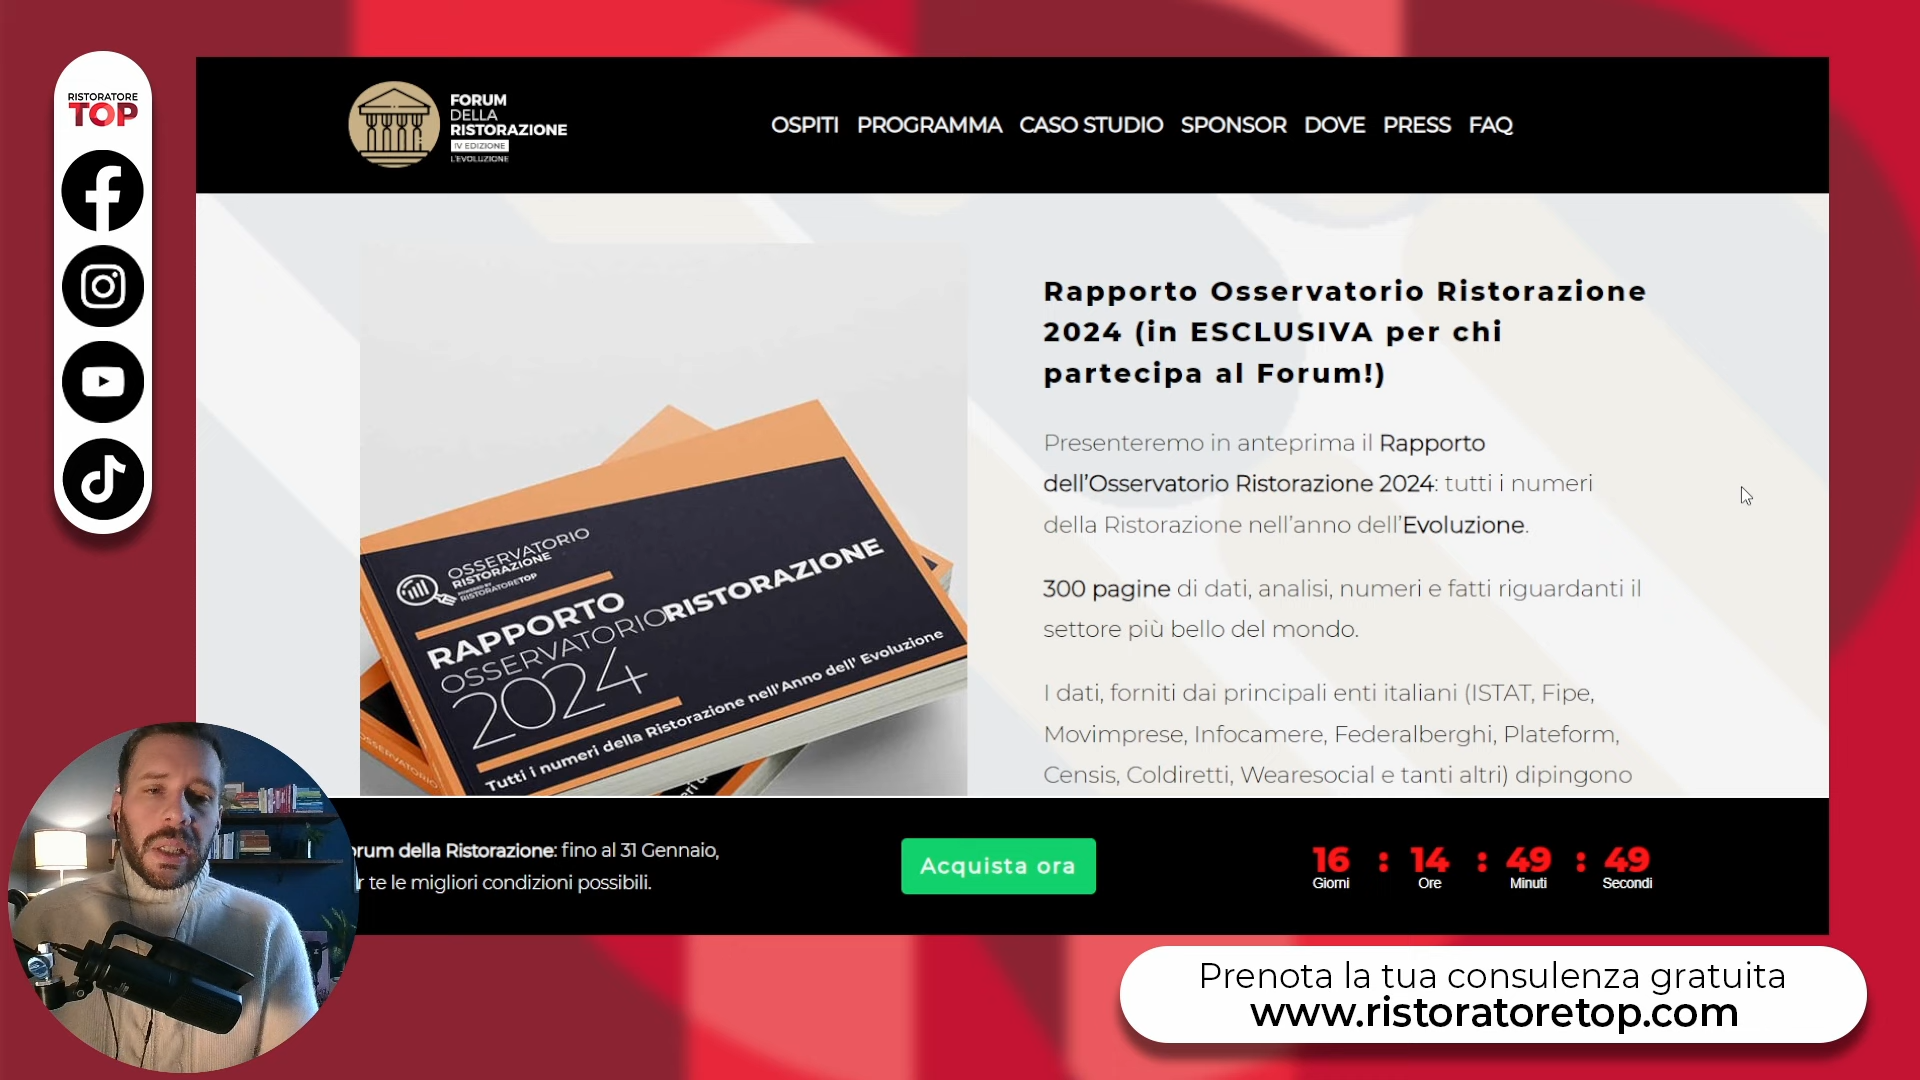 RISTORATORE
TOP
FORUM
DELLA
RISTORAZIONE
IV EDIZIONE
L'EVOLUZIONE
OSPITI PROGRAMMA CASO STUDIO SPONSOR DOVE PRESS FAQ
Rapporto Osservatorio Ristorazione
2024 (in ESCLUSIVA per chi
partecipa al Forum!)
Presenteremo in anteprima il Rapporto
dell'Osservatorio Ristorazione 2024: tutti i numeri
della Ristorazione nell'anno dell'Evoluzione.
300 pagine di dati, analisi, numeri e fatti riguardanti il
settore più bello del mondo.
I dati, forniti dai principali enti italiani (ISTAT, Fipe,
Movimprese, Infocamere, Federalberghi, Plateform,
Censis, Coldiretti, Wearesocial e tanti altri) dipingono
OSSERVATORIO
RISTORAZIONE
POWERED BY
RISTORATORETOP
RAPPORTO
OSSERVATORIORISTORAZIONE
2024
Tutti i numeri della Ristorazione nell'Anno dell' Evoluzione
OSSERVATORIO
orum della Ristorazione: fino al 31 Gennaio,
r te le migliori condizioni possibili.
Acquista ora
16 : 14 : 49 : 49
Giorni Ore Minuti Secondi
Prenota la tua consulenza gratuita
www.ristoratoretop.com